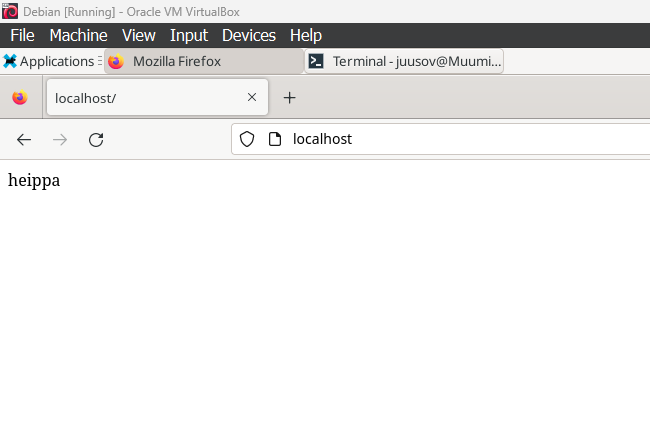 Debian [Running] - Oracle VM VirtualBox
File Machine View Input Devices Help
Applications Mozilla Firefox Terminal - juusov@Muumi...
localhost/
localhost
heippa